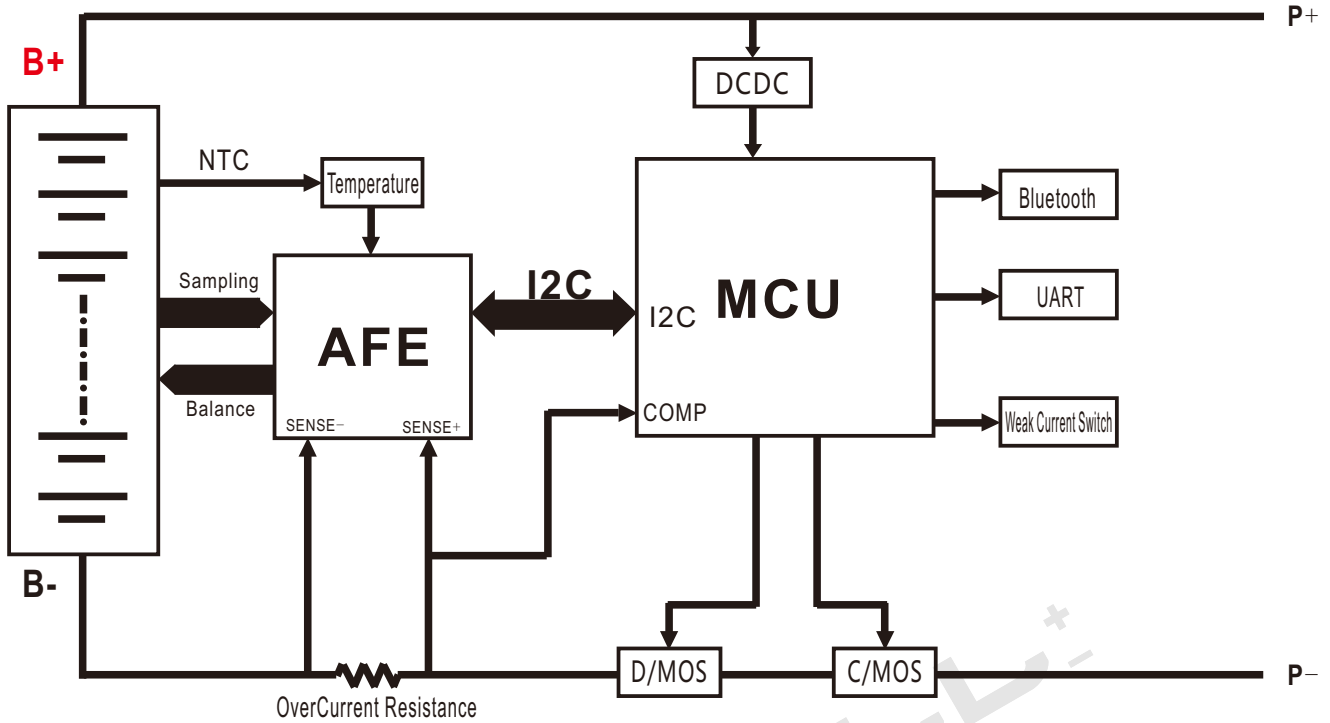 P+
B+
DCDC
NTC
Temperature
Bluetooth
Sampling
I2C
UART
I2C
MCU
AFE
Balance
COMP
SENSE−
SENSE+
Weak Current Switch
B-
D/MOS
C/MOS
P−
OverCurrent Resistance